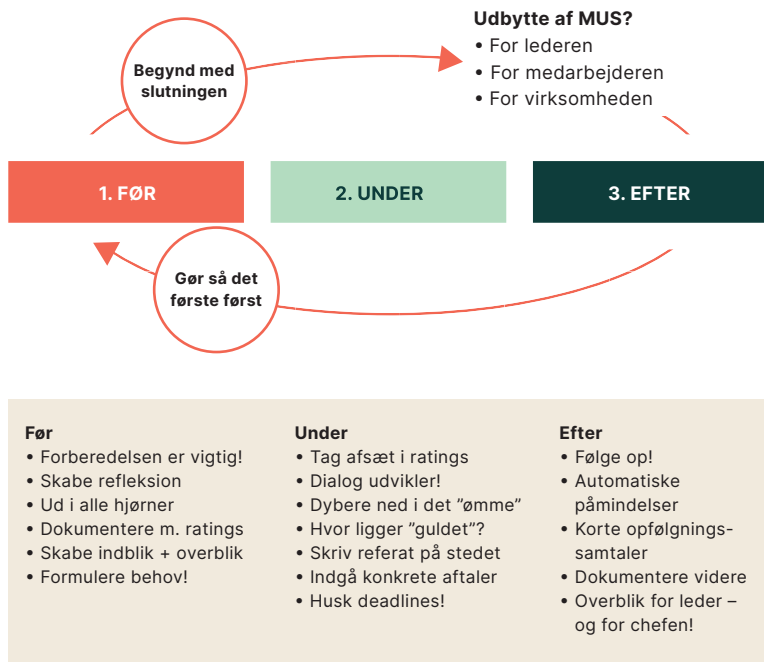 Udbytte af MUS?
• For lederen
• For medarbejderen
• For virksomheden
Begynd med
slutningen
1. FØR
2. UNDER
3. EFTER
Gør så det
første først
Før
• Forberedelsen er vigtig!
• Skabe refleksion
• Ud i alle hjørner
• Dokumentere m. ratings
• Skabe indblik + overblik
• Formulere behov!
Under
• Tag afsæt i ratings
• Dialog udvikler!
• Dybere ned i det ”ømme”
• Hvor ligger ”guldet”?
• Skriv referat på stedet
• Indgå konkrete aftaler
• Husk deadlines!
Efter
• Følge op!
• Automatiske
påmindelser
• Korte opfølgnings-
samtaler
• Dokumentere videre
• Overblik for leder –
og for chefen!